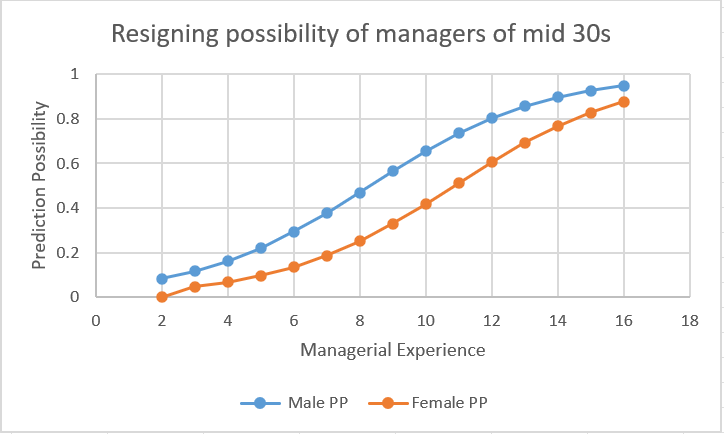 Resigning possibility of managers of mid 30s
1
0.8
0.6
0.4
0.2
0
Prediction Possibility
0 2 4 6 8 10 12 14 16 18
Managerial Experience
Male PP Female PP